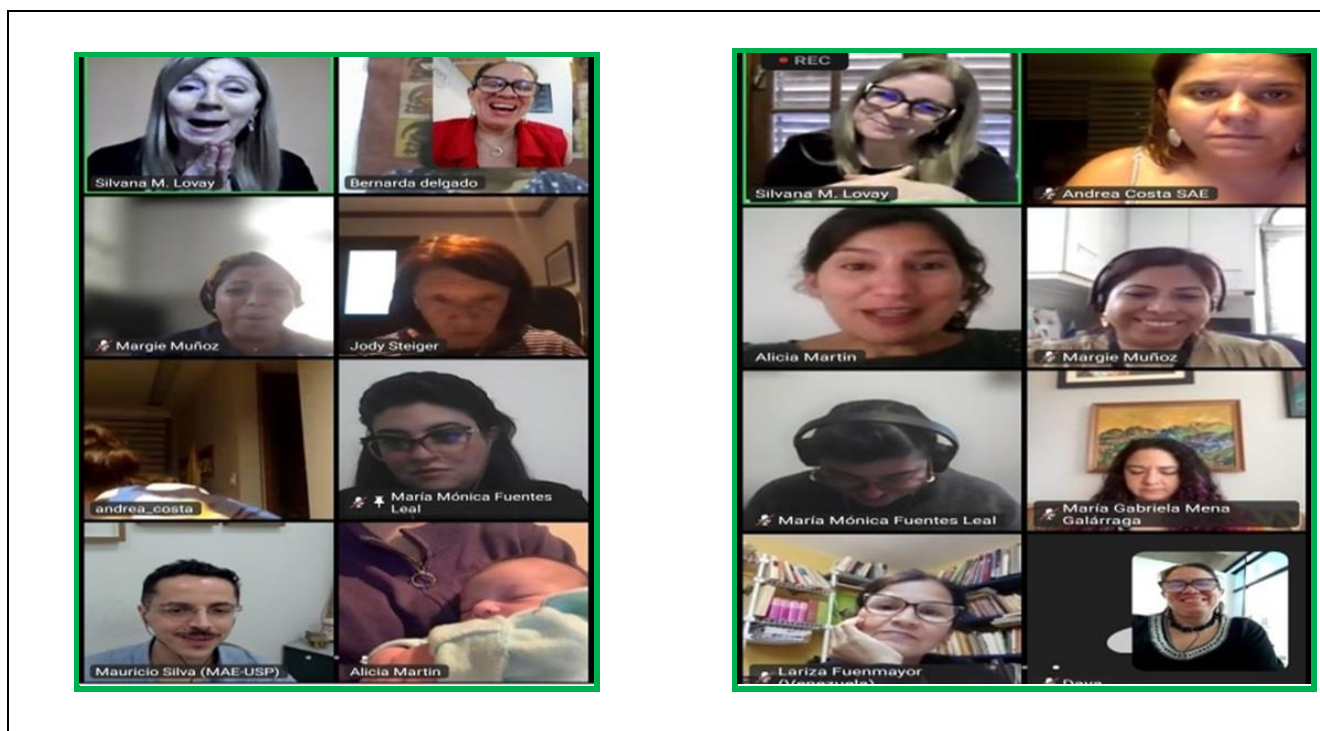 Silvana M. Lovay
Bernarda delgado
Margie Muñoz
Jody Steiger
andrea_costa
María Mónica Fuentes
Leal
Mauricio Silva (MAE-USP)
Alicia Martin
REC
Silvana M. Lovay
Andrea Costa SAE
Alicia Martin
Margie Muñoz
María Mónica Fuentes Leal
María Gabriela Mena
Galárraga
Lariza Fuenmayor
(Venezuela)